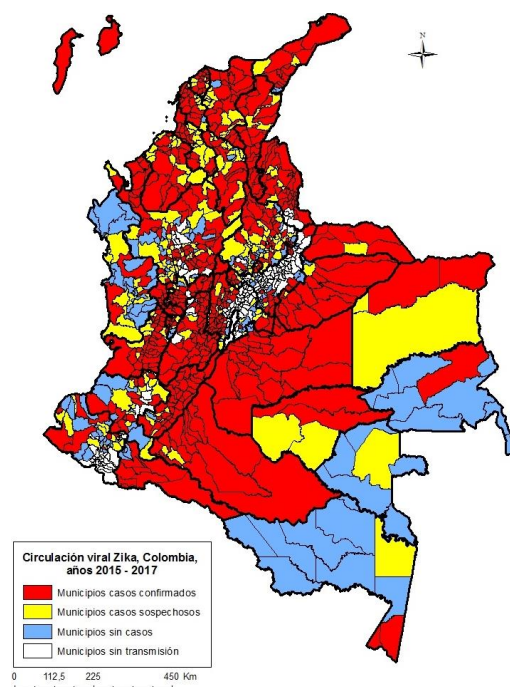 N
Circulación viral Zika, Colombia,
años 2015 - 2017
Municipios casos confirmados
Municipios casos sospechosos
Municipios sin casos
Municipios sin transmisión
0 112,5 225 450 Km